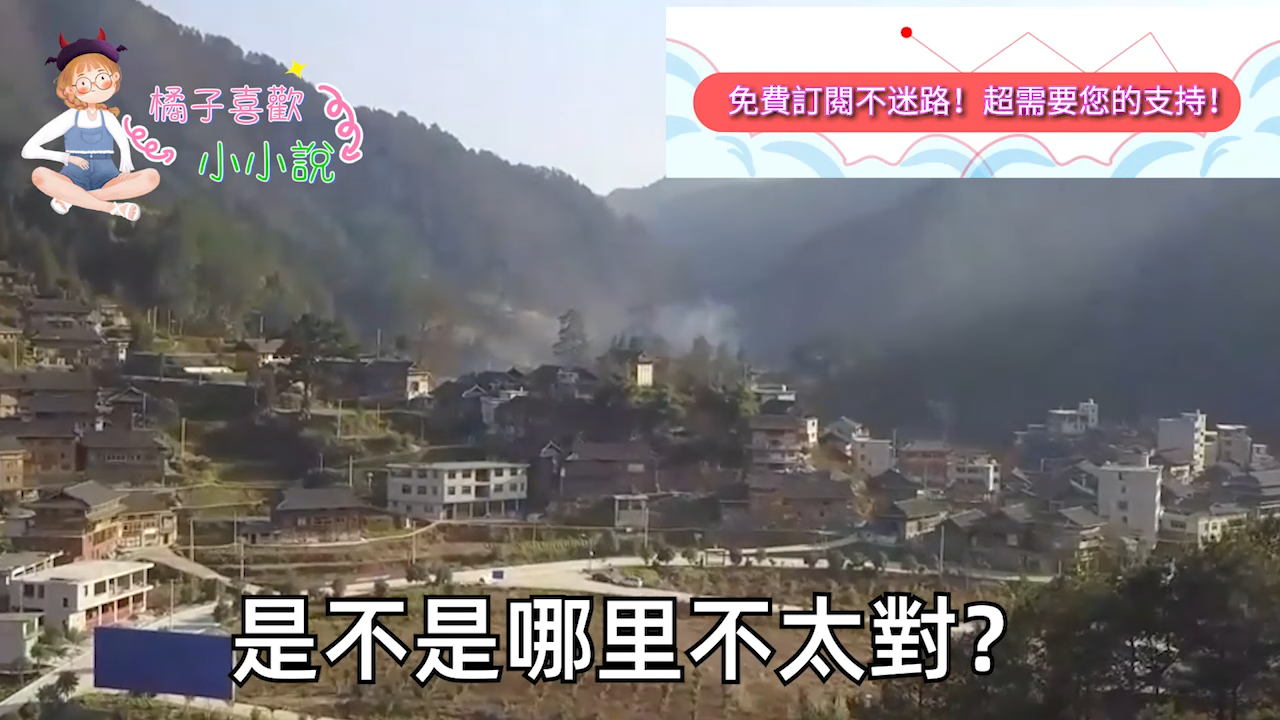 橘子喜歡
小小說
免費訂閱不迷路！超需要您的支持！
是不是哪里不太對？